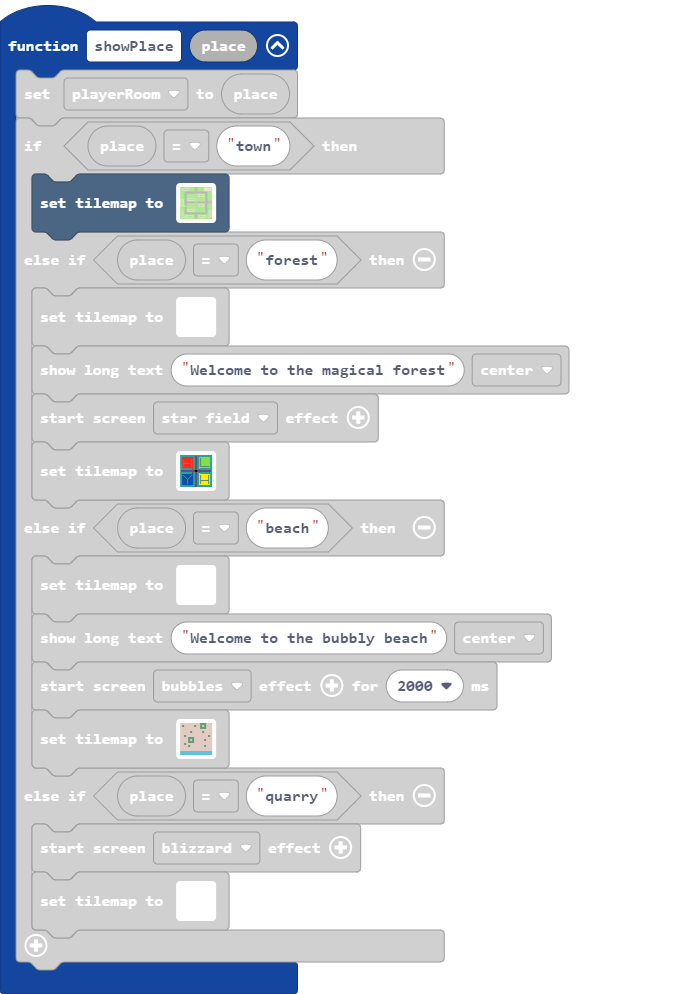 function showPlace place
set playerRoom to place
if place = "town" then
set tilemap to
else if place = "forest" then
set tilemap to
show long text "Welcome to the magical forest" center
start screen star field effect
set tilemap to
else if place = "beach" then
set tilemap to
show long text "Welcome to the bubbly beach" center
start screen bubbles effect for 2000 ms
set tilemap to
else if place = "quarry" then
start screen blizzard effect
set tilemap to